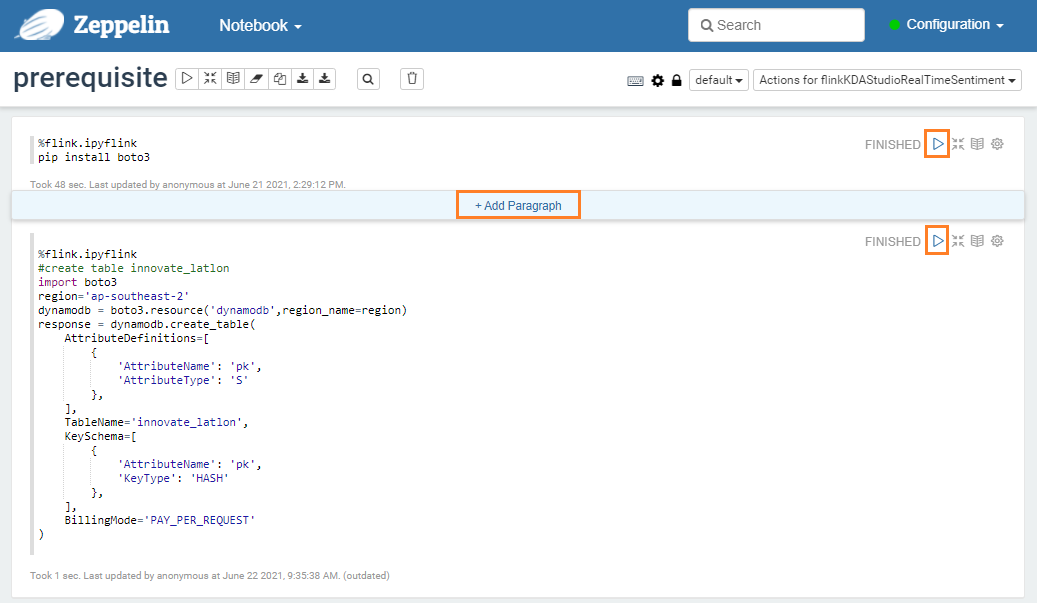 Zeppelin Notebook Search Configuration
prerequisite default Actions for flinkKDAStudioRealTimeSentiment
%flink.ipyflink FINISHED
pip install boto3
Took 48 sec. Last updated by anonymous at June 21 2021, 2:29:12 PM.
+ Add Paragraph
FINISHED
%flink.ipyflink
#create table innovate_latlon
import boto3
region='ap-southeast-2'
dynamodb = boto3.resource('dynamodb',region_name=region)
response = dynamodb.create_table(
    AttributeDefinitions=[
        {
            'AttributeName': 'pk',
            'AttributeType': 'S'
        },
    ],
    TableName='innovate_latlon',
    KeySchema=[
        {
            'AttributeName': 'pk',
            'KeyType': 'HASH'
        },
    ],
    BillingMode='PAY_PER_REQUEST'
)
Took 1 sec. Last updated by anonymous at June 22 2021, 9:35:38 AM. (outdated)